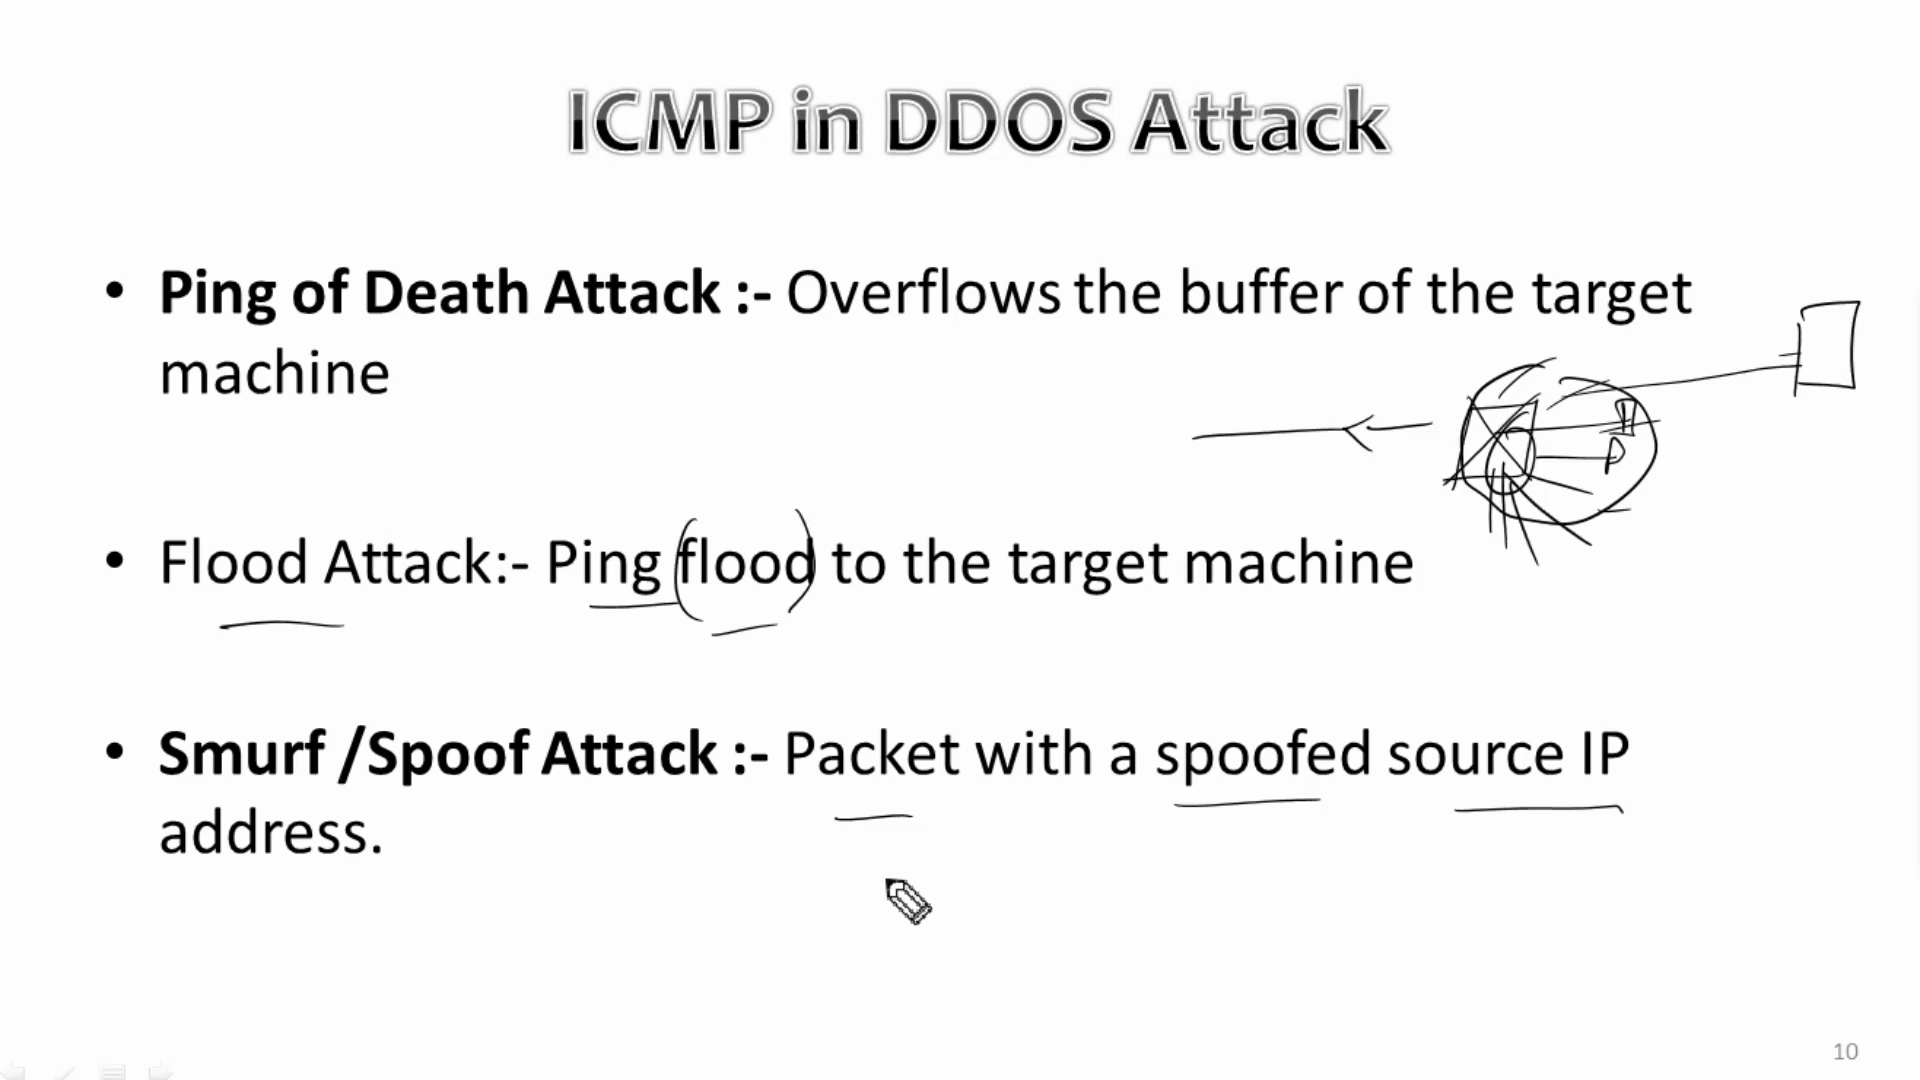 ICMP in DDOS Attack
• Ping of Death Attack :- Overflows the buffer of the target
machine
• Flood Attack:- Ping flood to the target machine
• Smurf /Spoof Attack :- Packet with a spoofed source IP
address.
10